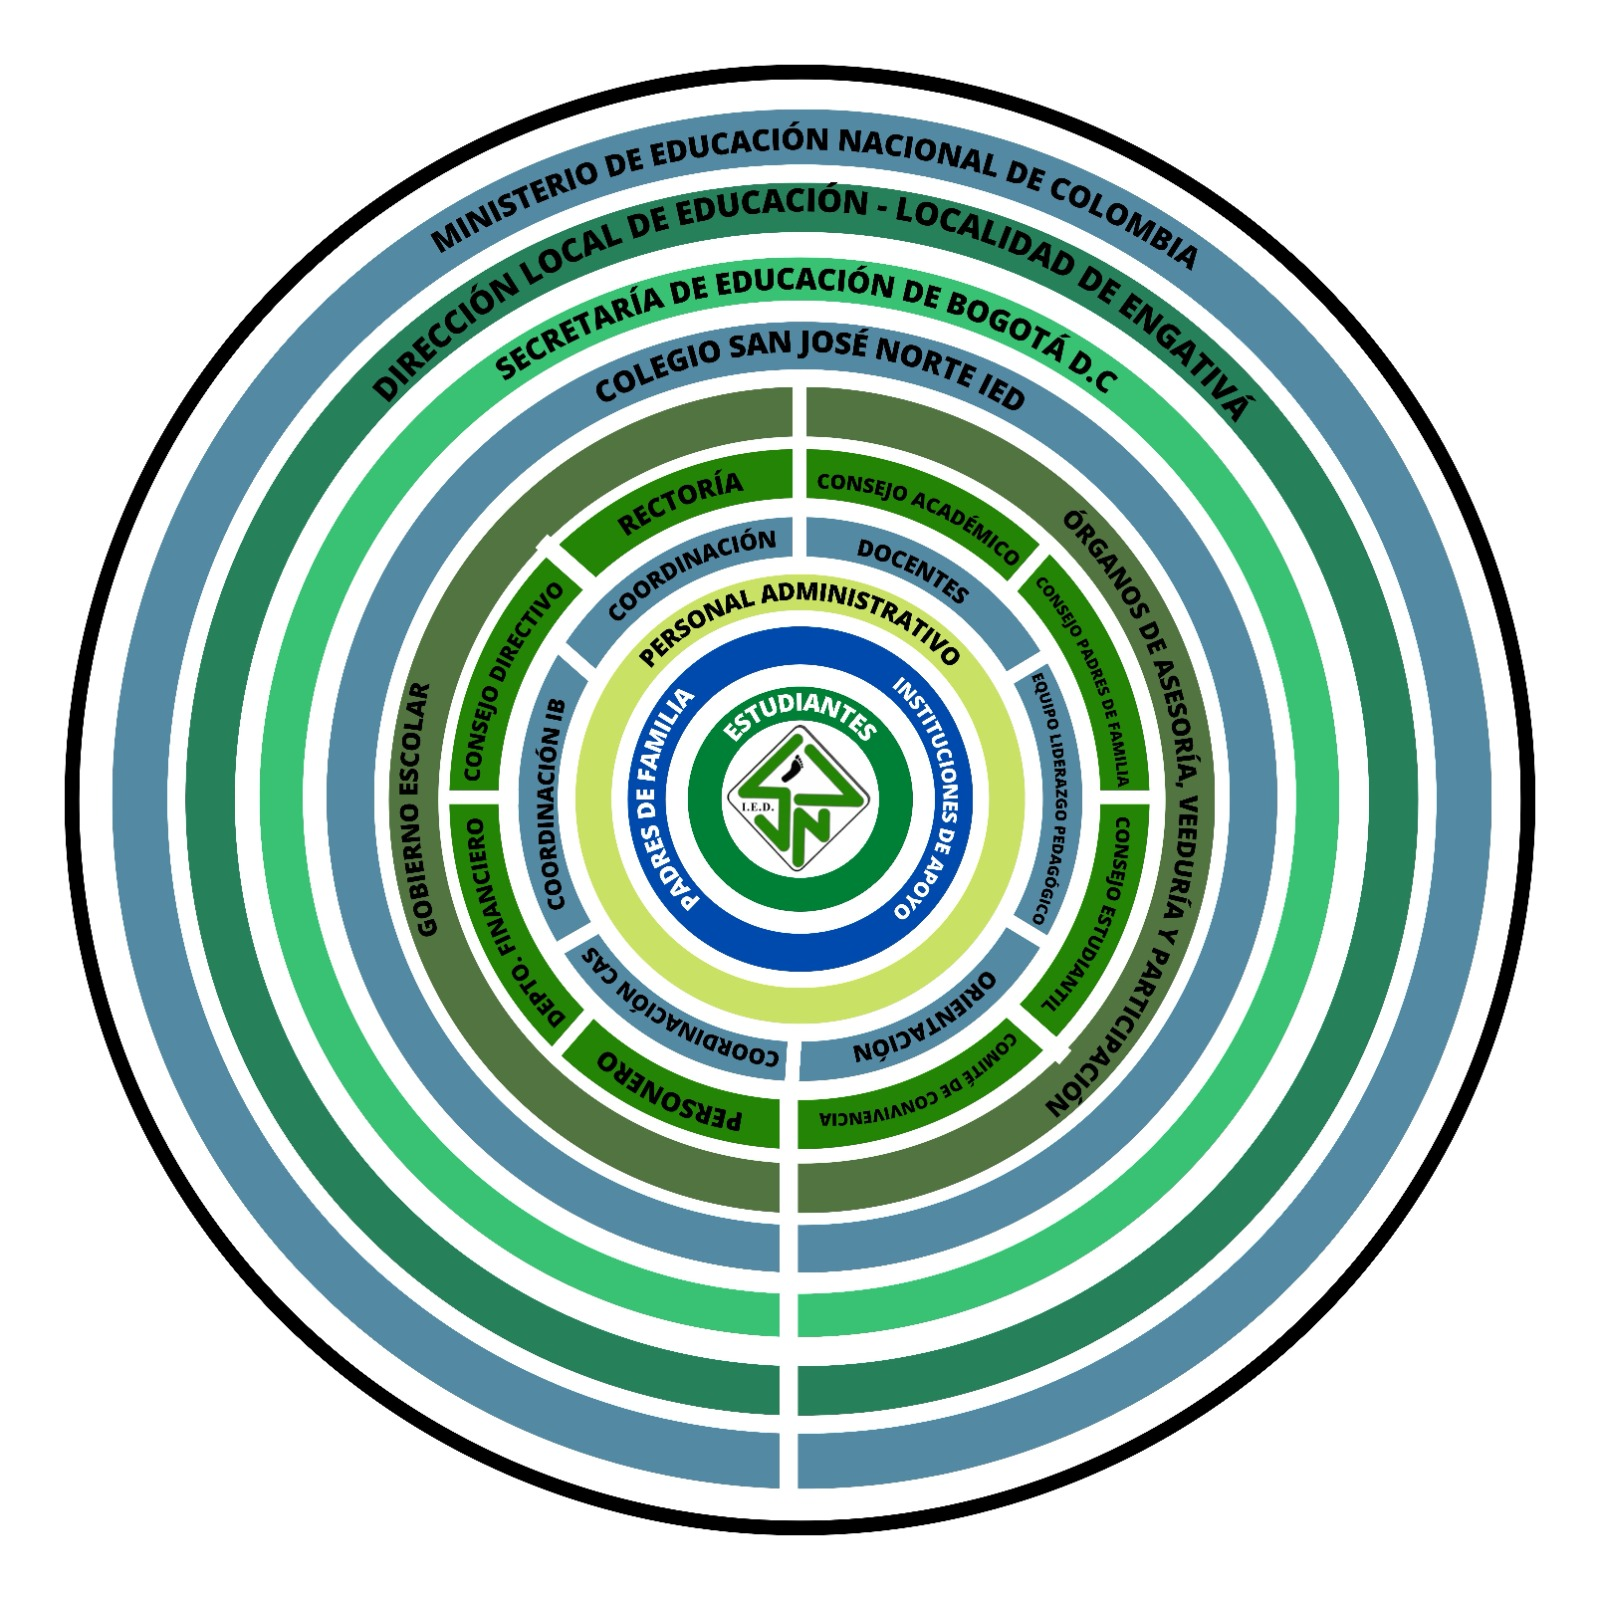 MINISTERIO DE EDUCACIÓN NACIONAL DE COLOMBIA
DIRECCIÓN LOCAL DE EDUCACIÓN - LOCALIDAD DE ENGATIVÁ
SECRETARÍA DE EDUCACIÓN DE BOGOTÁ D.C
COLEGIO SAN JOSÉ NORTE IED
GOBIERNO ESCOLAR
ÓRGANOS DE ASESORÍA, VEEDURÍA Y PARTICIPACIÓN
RECTORÍA
CONSEJO ACADÉMICO
CONSEJO PADRES DE FAMILIA
CONSEJO ESTUDIANTIL
COMITÉ DE CONVIVENCIA
PERSONERO
DEPTO. FINANCIERO
CONSEJO DIRECTIVO
COORDINACIÓN
DOCENTES
EQUIPO LIDERAZGO PEDAGÓGICO
ORIENTACIÓN
COORDINACIÓN CAS
COORDINACIÓN IB
PERSONAL ADMINISTRATIVO
PADRES DE FAMILIA
INSTITUCIONES DE APOYO
ESTUDIANTES
I.E.D.